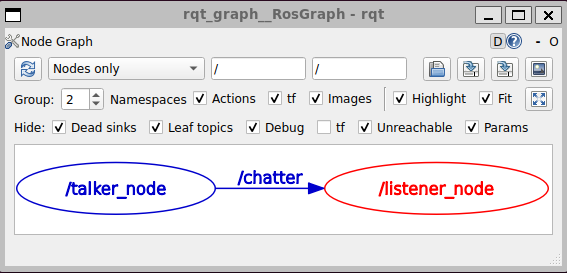 rqt_graph__RosGraph - rqt
Node Graph D ? - O
Nodes only / /
Group: 2 Namespaces Actions tf Images Highlight Fit
Hide: Dead sinks Leaf topics Debug tf Unreachable Params
/talker_node /chatter /listener_node